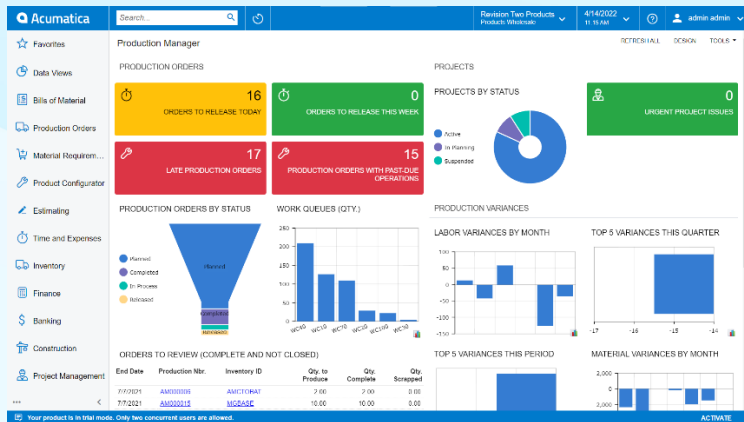 Acumatica
Search...
Revision Two Products
Products Wholesale
4/14/2022
11:15 AM
admin admin
Favorites
Data Views
Bills of Material
Production Orders
Material Requirem...
Product Configurator
Estimating
Time and Expenses
Inventory
Finance
Banking
Construction
Project Management
Production Manager
REFRESH ALL DESIGN TOOLS
PRODUCTION ORDERS
16
ORDERS TO RELEASE TODAY
0
ORDERS TO RELEASE THIS WEEK
17
LATE PRODUCTION ORDERS
15
PRODUCTION ORDERS WITH PAST-DUE
OPERATIONS
PROJECTS
PROJECTS BY STATUS
Active
In Planning
Suspended
0
URGENT PROJECT ISSUES
PRODUCTION ORDERS BY STATUS
Planned
Completed
In Process
Released
Planned
Completed
WORK QUEUES (QTY.)
250
200
150
100
50
0
WC40 WC10 WC70 WC20 WC100 WC30
PRODUCTION VARIANCES
LABOR VARIANCES BY MONTH
100
50
0
-50
-100
-150
TOP 5 VARIANCES THIS QUARTER
-17 -16 -15 -14
ORDERS TO REVIEW (COMPLETE AND NOT CLOSED)
End Date Production Nbr. Inventory ID Qty. to Produce Qty. Complete Qty. Scrapped
7/7/2021 AM000006 AMCTOBAT 2.00 2.00 0.00
7/7/2021 AM000015 MGBASE 10.00 10.00 0.00
TOP 5 VARIANCES THIS PERIOD
MATERIAL VARIANCES BY MONTH
2,000
0
-2,000
Your product is in trial mode. Only two concurrent users are allowed.
ACTIVATE